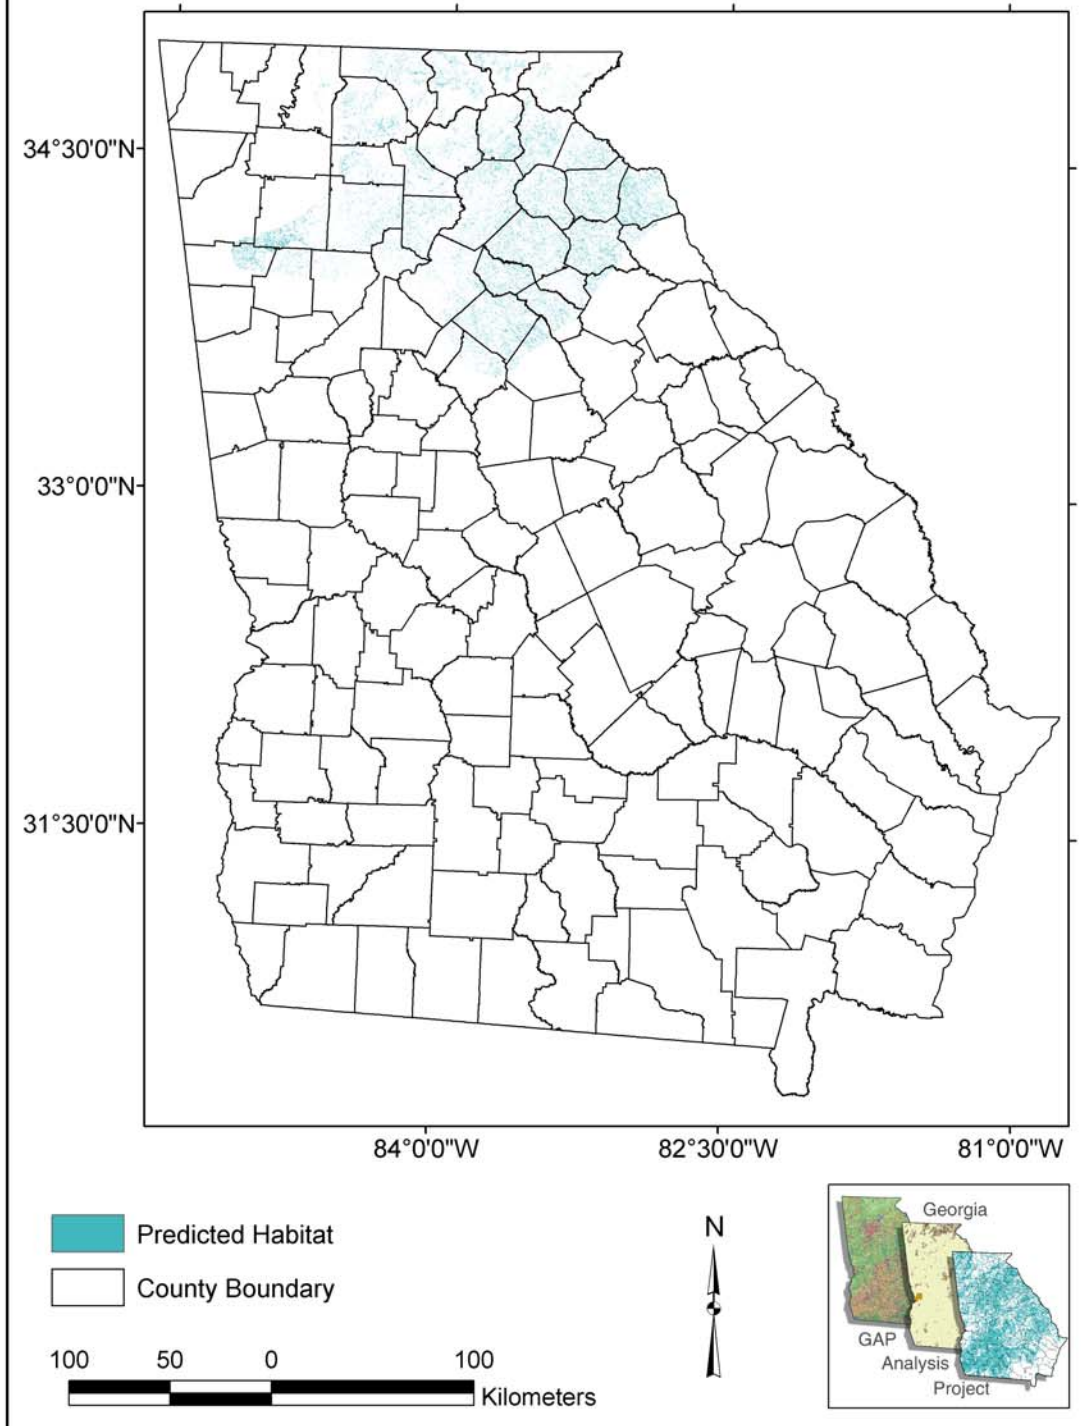 34°30'0"N
33°0'0"N
31°30'0"N
84°0'0"W 82°30'0"W 81°0'0"W
Predicted Habitat
County Boundary
100 50 0 100
Kilometers
N
Georgia
GAP
Analysis
Project